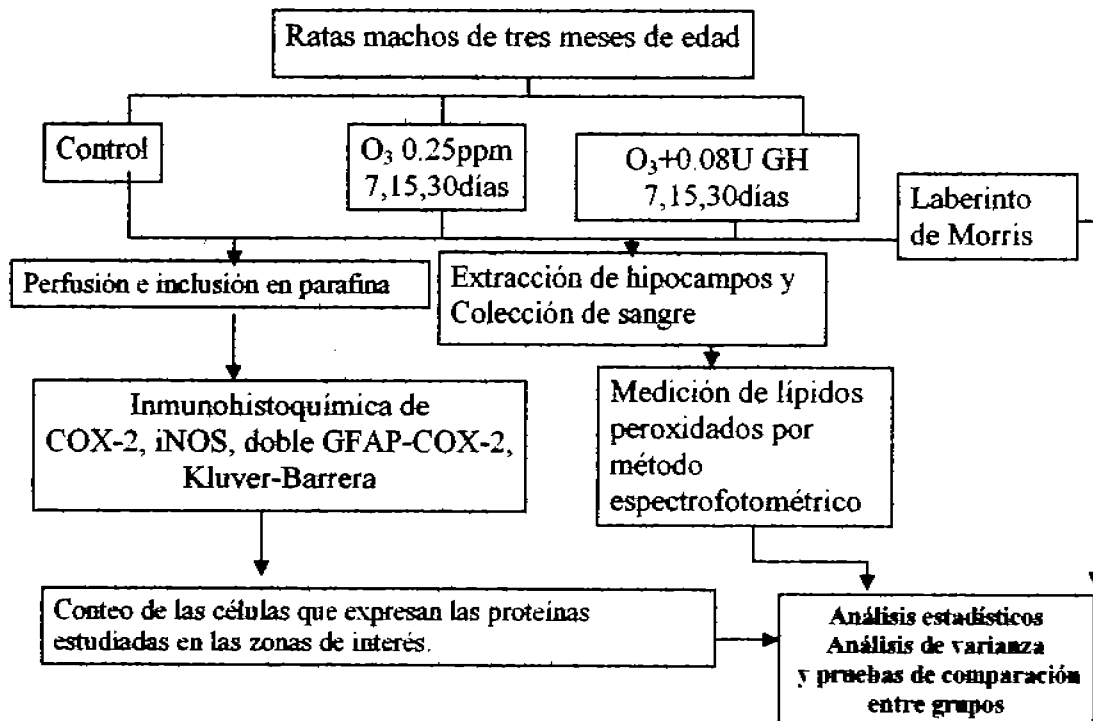 Ratas machos de tres meses de edad
Control
O₃ 0.25ppm
7,15,30días
O₃+0.08U GH
7,15,30días
Laberinto
de Morris
Perfusión e inclusión en parafina
Extracción de hipocampos y
Colección de sangre
Inmunohistoquímica de
COX-2, iNOS, doble GFAP-COX-2,
Kluver-Barrera
Medición de lípidos
peroxidados por
método
espectrofotométrico
Conteo de las células que expresan las proteínas
estudiadas en las zonas de interés.
Análisis estadísticos
Análisis de varianza
y pruebas de comparación
entre grupos